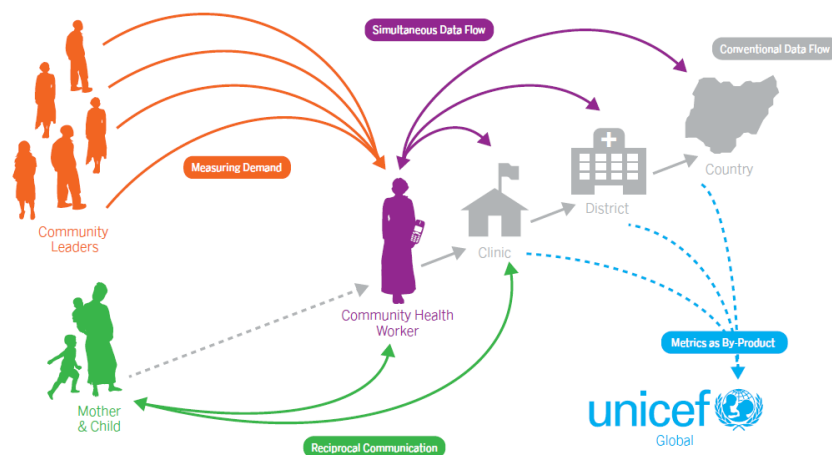 Simultaneous Data Flow
Conventional Data Flow
Measuring Demand
Community
Leaders
Country
District
Clinic
Community Health
Worker
Metrics as By-Product
Mother
& Child
unicef
Global
Reciprocal Communication